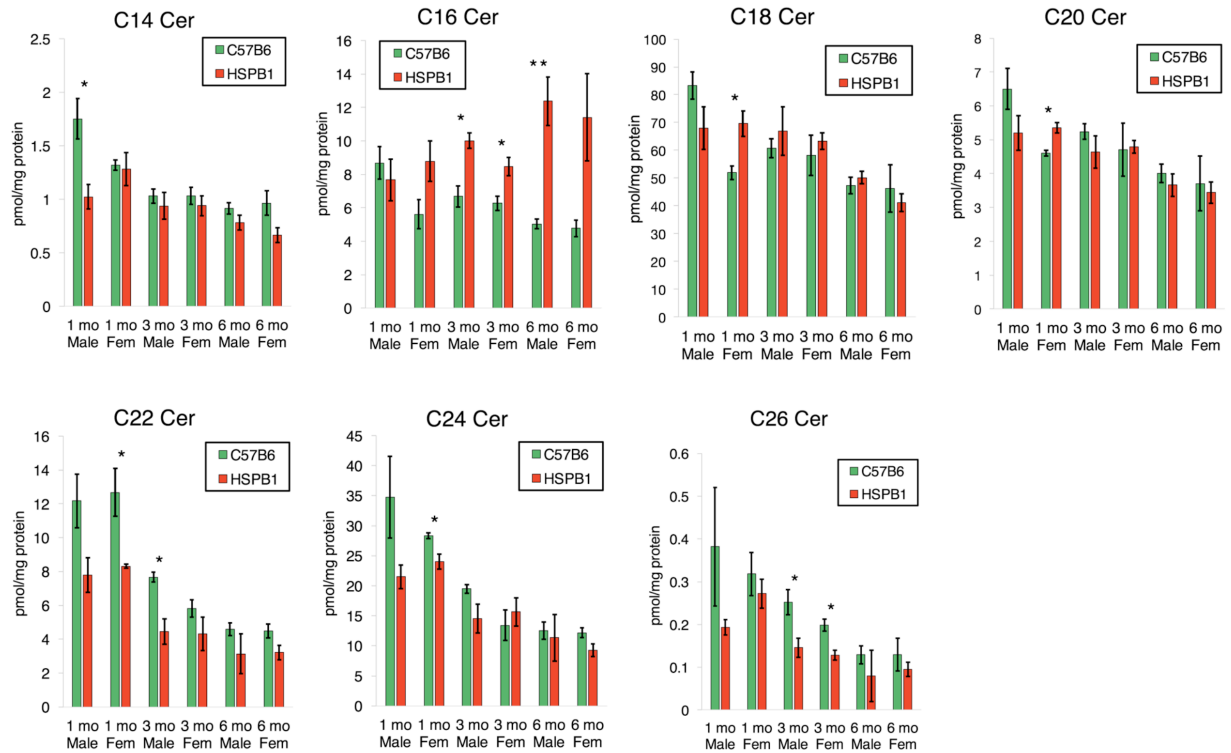 C14 Cer
pmol/mg protein
2.5
2
1.5
1
0.5
0
C57B6
HSPB1
*
1 mo 1 mo 3 mo 3 mo 6 mo 6 mo
Male Fem Male Fem Male Fem
C16 Cer
16
14
12
10
8
6
4
2
0
C57B6
HSPB1
* * * *
1 mo 1 mo 3 mo 3 mo 6 mo 6 mo
Male Fem Male Fem Male Fem
C18 Cer
pmol/mg protein
100
90
80
70
60
50
40
30
20
10
0
C57B6
HSPB1
*
1 mo 1 mo 3 mo 3 mo 6 mo 6 mo
Male Fem Male Fem Male Fem
C20 Cer
pmol/mg protein
8
7
6
5
4
3
2
1
0
C57B6
HSPB1
*
1 mo 1 mo 3 mo 3 mo 6 mo 6 mo
Male Fem Male Fem Male Fem
C22 Cer
pmol/mg protein
16
14
12
10
8
6
4
2
0
C57B6
HSPB1
* *
1 mo 1 mo 3 mo 3 mo 6 mo 6 mo
Male Fem Male Fem Male Fem
C24 Cer
pmol/mg protein
45
40
35
30
25
20
15
10
5
0
C57B6
HSPB1
*
1 mo 1 mo 3 mo 3 mo 6 mo 6 mo
Male Fem Male Fem Male Fem
C26 Cer
pmol/mg protein
0.6
0.5
0.4
0.3
0.2
0.1
0
C57B6
HSPB1
* *
1 mo 1 mo 3 mo 3 mo 6 mo 6 mo
Male Fem Male Fem Male Fem